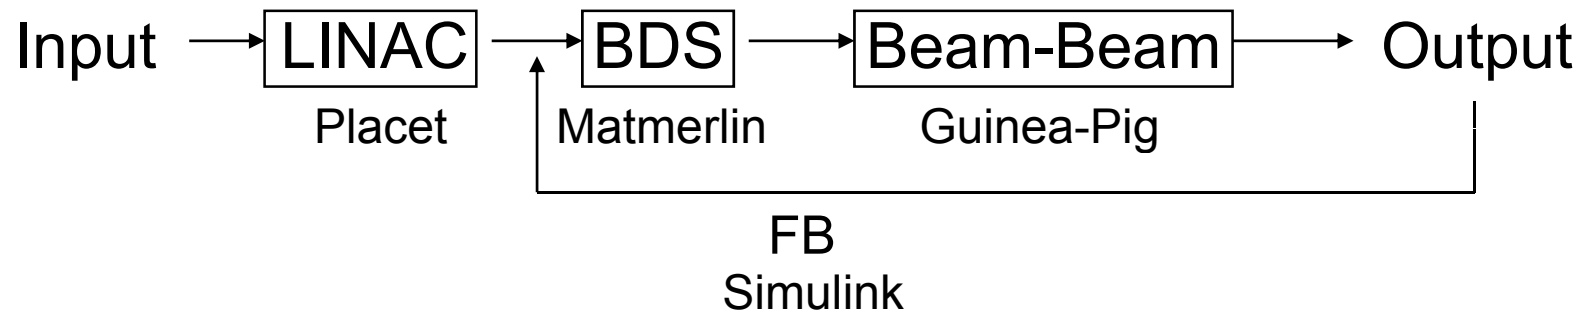 Input LINAC BDS Beam-Beam Output
Placet Matmerlin Guinea-Pig
FB
Simulink